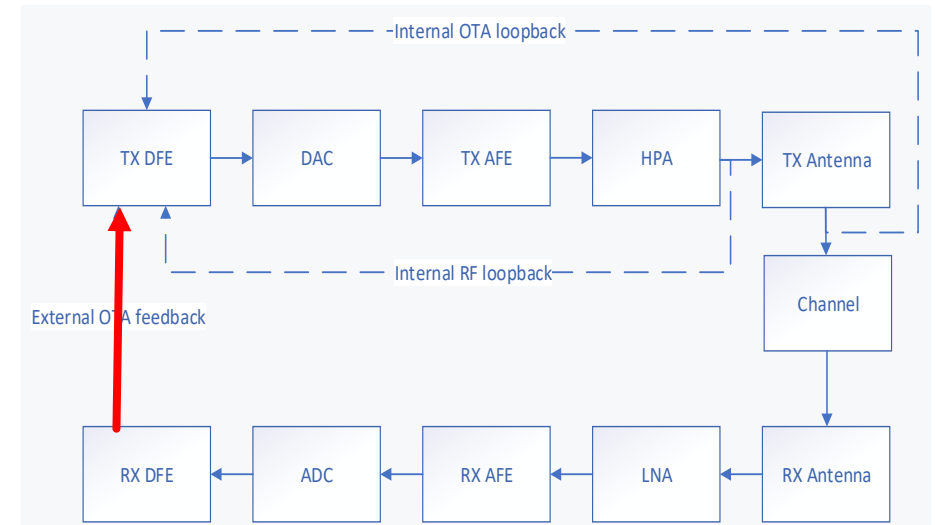 Internal OTA loopback
TX DFE
DAC
TX AFE
HPA
TX Antenna
Internal RF loopback
Channel
External OTA feedback
RX DFE
ADC
RX AFE
LNA
RX Antenna